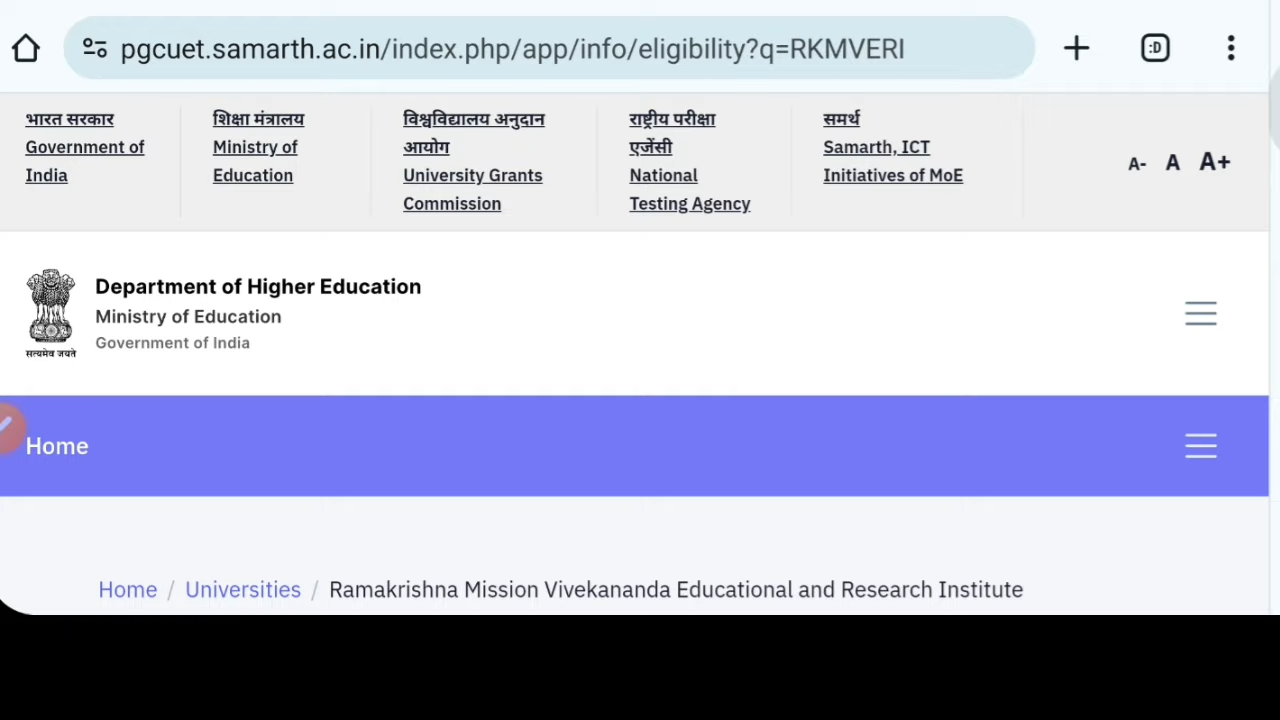 pgcuet.samarth.ac.in/index.php/app/info/eligibility?q=RKMVERI
:D
भारत सरकार
Government of
India
शिक्षा मंत्रालय
Ministry of
Education
विश्वविद्यालय अनुदान
आयोग
University Grants
Commission
राष्ट्रीय परीक्षा
एजेंसी
National
Testing Agency
समर्थ
Samarth, ICT
Initiatives of MoE
A- A A+
Department of Higher Education
Ministry of Education
Government of India
सत्यमेव जयते
Home
Home / Universities / Ramakrishna Mission Vivekananda Educational and Research Institute